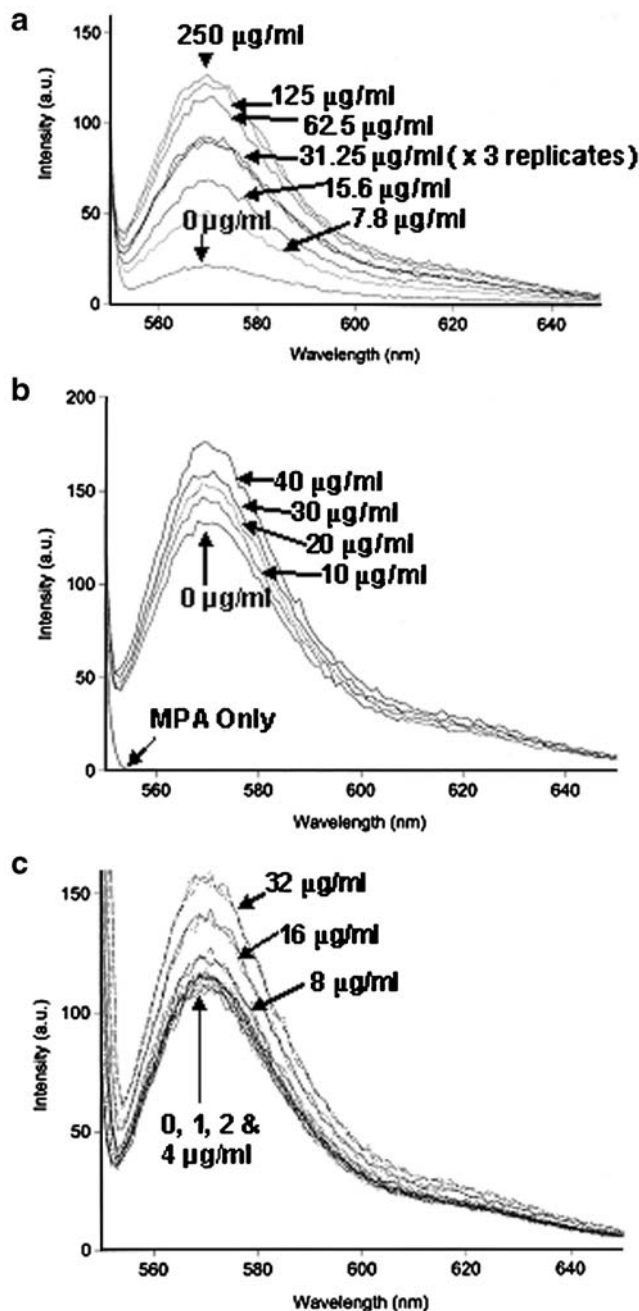 a
150
100
50
0
Intensity (a.u.)
250 µg/ml
125 µg/ml
62.5 µg/ml
31.25 µg/ml ( x 3 replicates )
15.6 µg/ml
0 µg/ml
7.8 µg/ml
560
580
600
620
640
Wavelength (nm)
b
200
150
100
50
0
Intensity (a.u.)
40 µg/ml
30 µg/ml
20 µg/ml
10 µg/ml
0 µg/ml
MPA Only
560
580
600
620
640
Wavelength (nm)
c
150
100
50
0
Intensity (a.u.)
32 µg/ml
16 µg/ml
8 µg/ml
0, 1, 2 &
4 µg/ml
560
580
600
620
640
Wavelength (nm)